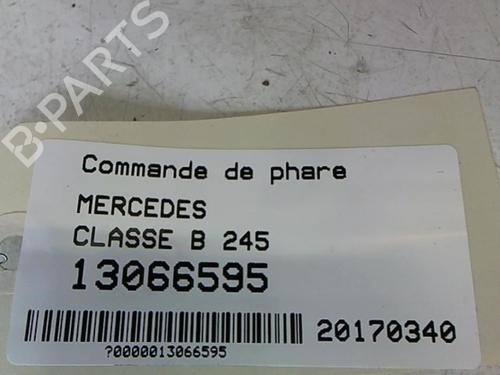 B-PARTS
Commande de phare
MERCEDES
CLASSE B 245
13066595
20170340
?0000013066595